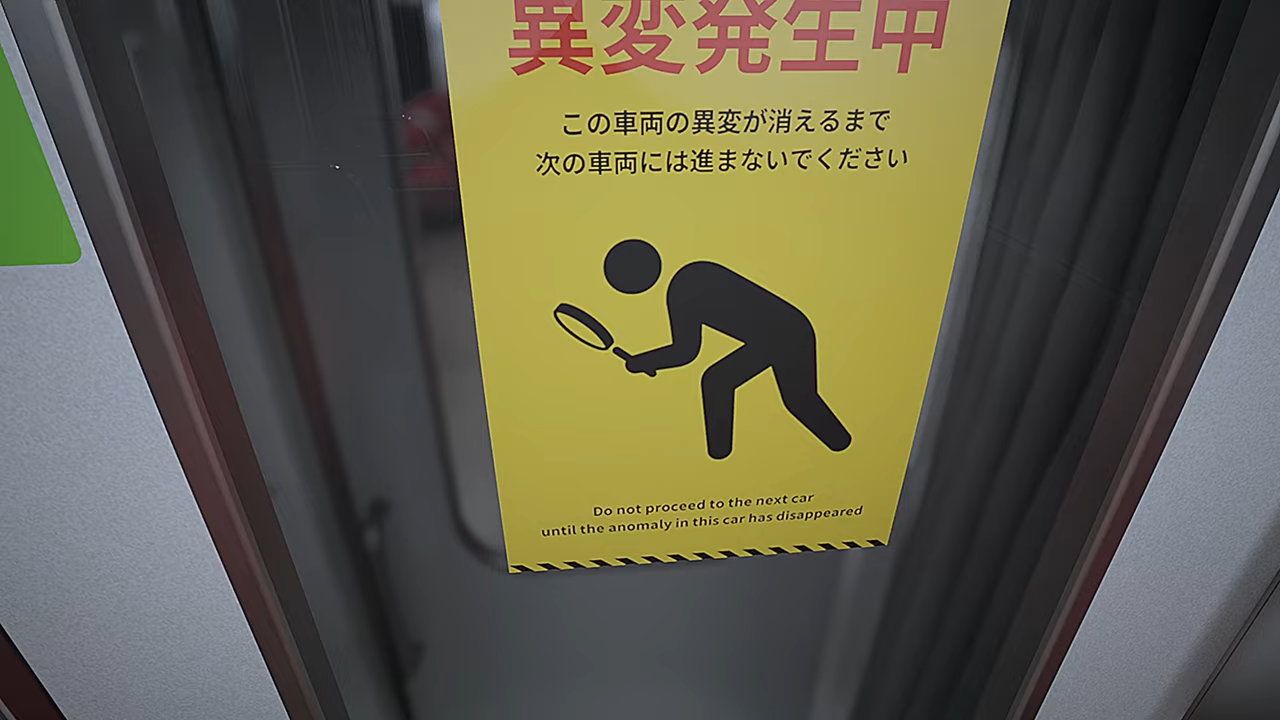 異変発生中
この車両の異変が消えるまで
次の車両には進まないでください
Do not proceed to the next car
until the anomaly in this car has disappeared